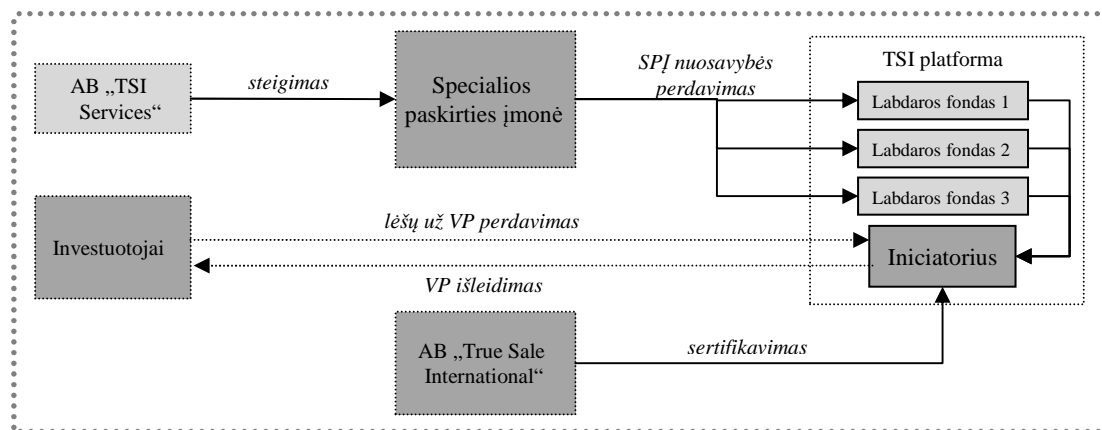 AB „TSI
Services“
steigimas
Specialios
paskirties įmonė
SPĮ nuosavybės
perdavimas
TSI platforma
Labdaros fondas 1
Labdaros fondas 2
Labdaros fondas 3
Investuotojai
lėšų už VP perdavimas
Iniciatorius
VP išleidimas
AB „True Sale
International“
sertifikavimas